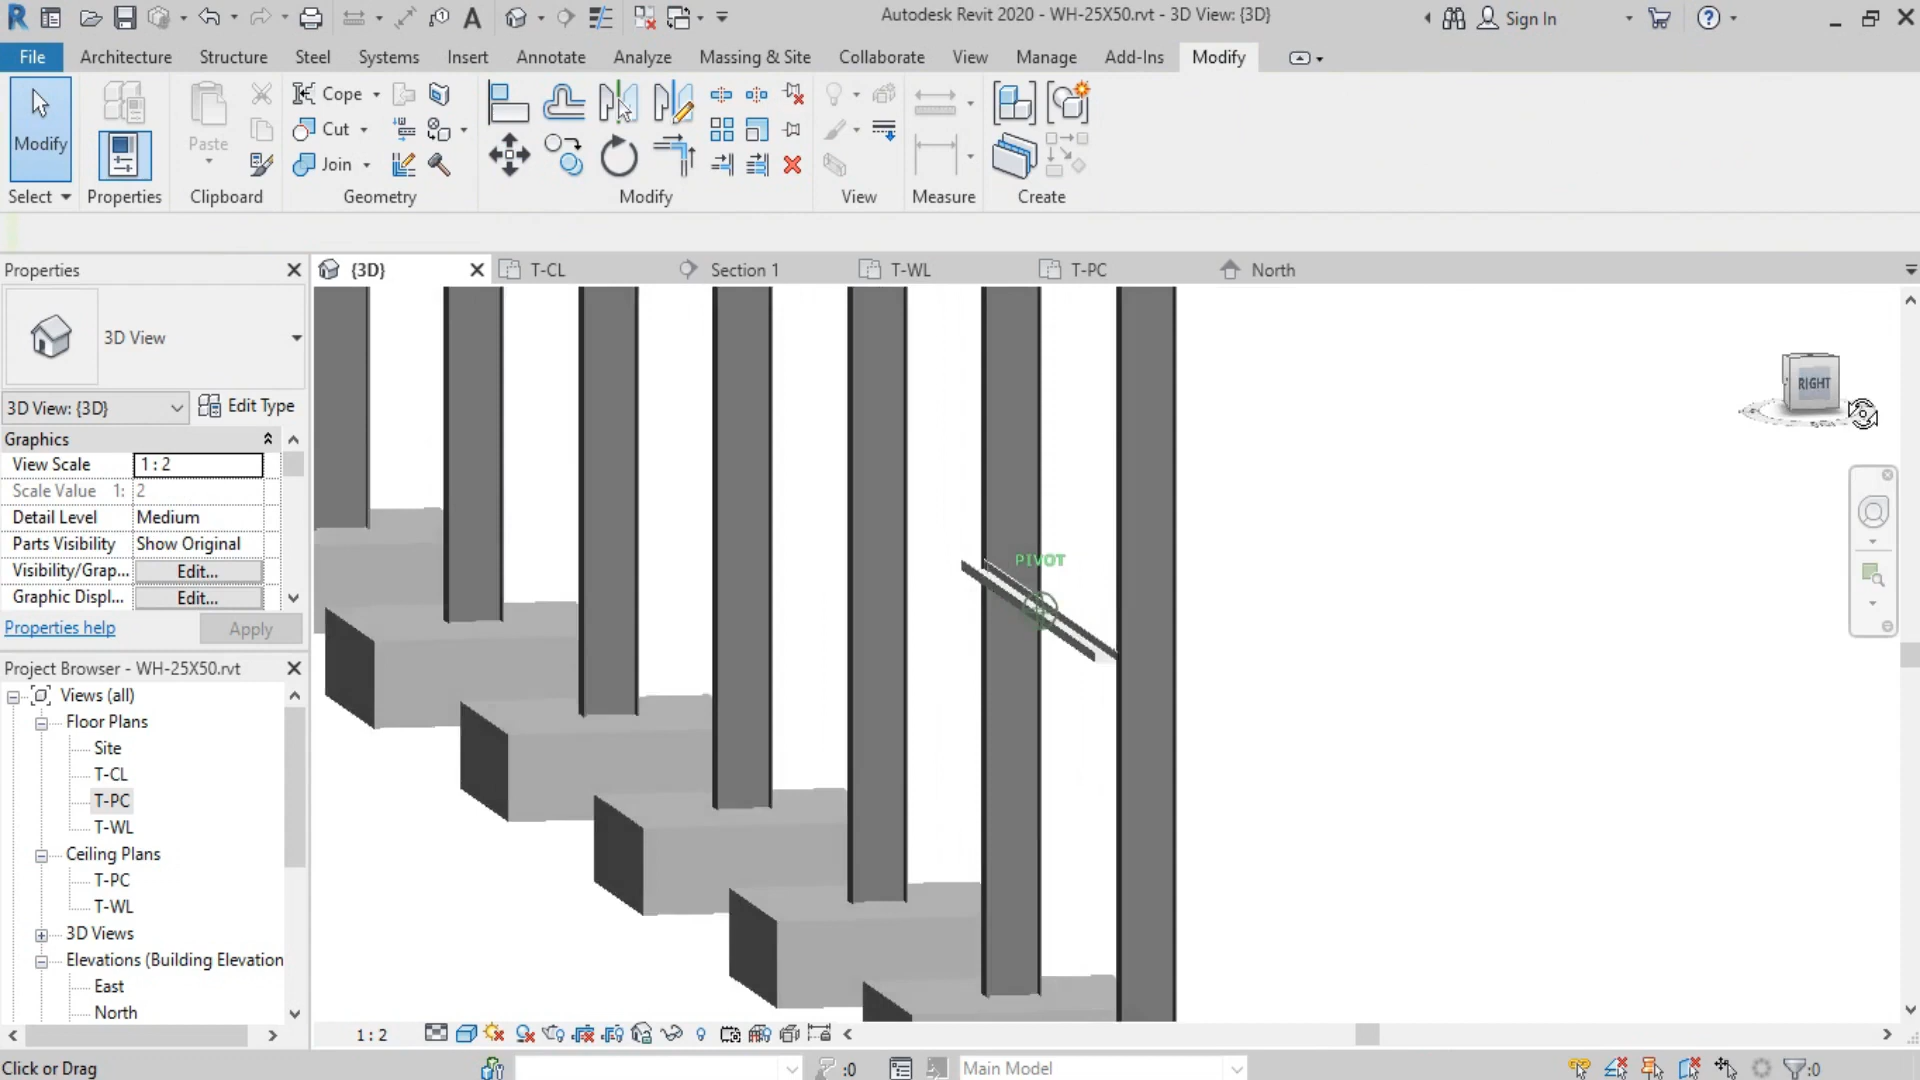 Autodesk Revit 2020 - WH-25X50.rvt - 3D View: {3D}
Sign In
File
Architecture
Structure
Steel
Systems
Insert
Annotate
Analyze
Massing & Site
Collaborate
View
Manage
Add-Ins
Modify
Modify
Paste
Cope
Cut
Join
Select
Properties
Clipboard
Geometry
Modify
View
Measure
Create
Properties
{3D}
T-CL
Section 1
T-WL
T-PC
North
3D View
3D View: {3D}
Edit Type
Graphics
View Scale
1 : 2
Scale Value 1:
2
Detail Level
Medium
Parts Visibility
Show Original
Visibility/Grap...
Edit...
Graphic Displ...
Edit...
Properties help
Apply
PIVOT
RIGHT
Project Browser - WH-25X50.rvt
Views (all)
Floor Plans
Site
T-CL
T-PC
T-WL
Ceiling Plans
T-PC
T-WL
3D Views
Elevations (Building Elevation
East
North
1 : 2
Click or Drag
:0
Main Model
:0